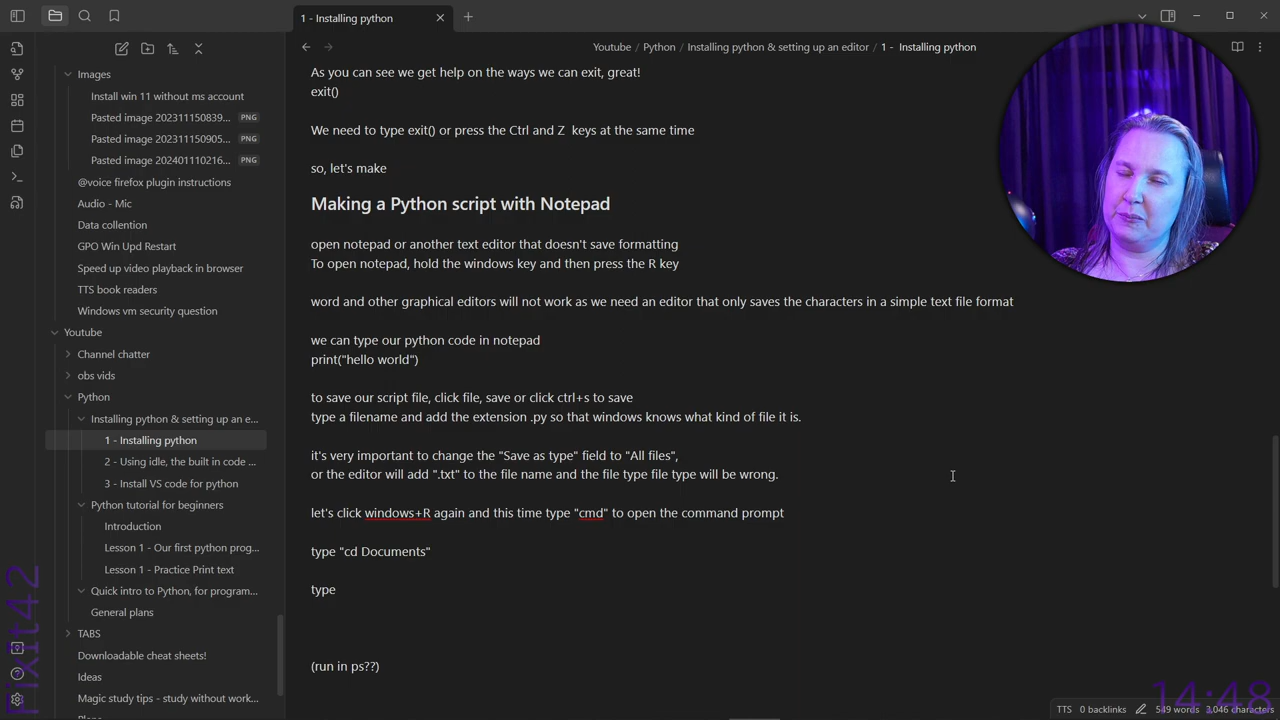 1 - Installing python
Youtube / Python / Installing python & setting up an editor / 1 - Installing python
Images
Install win 11 without ms account
Pasted image 202311150839... PNG
Pasted image 202311150905... PNG
Pasted image 202401110216... PNG
@voice firefox plugin instructions
Audio - Mic
Data collention
GPO Win Upd Restart
Speed up video playback in browser
TTS book readers
Windows vm security question
Youtube
Channel chatter
obs vids
Python
Installing python & setting up an e...
1 - Installing python
2 - Using idle, the built in code ...
3 - Install VS code for python
Python tutorial for beginners
Introduction
Lesson 1 - Our first python prog...
Lesson 1 - Practice Print text
Quick intro to Python, for program...
General plans
TABS
Downloadable cheat sheets!
Ideas
Magic study tips - study without work...
As you can see we get help on the ways we can exit, great!
exit()
We need to type exit() or press the Ctrl and Z keys at the same time
so, let's make
Making a Python script with Notepad
open notepad or another text editor that doesn't save formatting
To open notepad, hold the windows key and then press the R key
word and other graphical editors will not work as we need an editor that only saves the characters in a simple text file format
we can type our python code in notepad
print("hello world")
to save our script file, click file, save or click ctrl+s to save
type a filename and add the extension .py so that windows knows what kind of file it is.
it's very important to change the "Save as type" field to "All files",
or the editor will add ".txt" to the file name and the file type file type will be wrong.
let's click windows+R again and this time type "cmd" to open the command prompt
type "cd Documents"
type
(run in ps??)
Fixit42
14:48
TTS 0 backlinks 549 words 3,046 characters